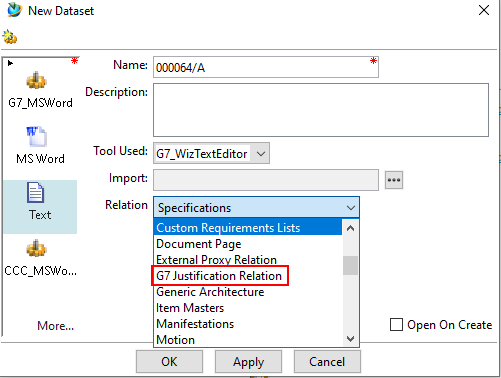 New Dataset
Name: 000064/A
G7_MSWord
Description:
MS Word
Tool Used: G7_WizTextEditor
Import: ...
Text
Relation Specifications
Custom Requirements Lists
Document Page
External Proxy Relation
G7 Justification Relation
Generic Architecture
Item Masters
Manifestations
Motion
CCC_MSWo...
More...
Open On Create
OK Apply Cancel